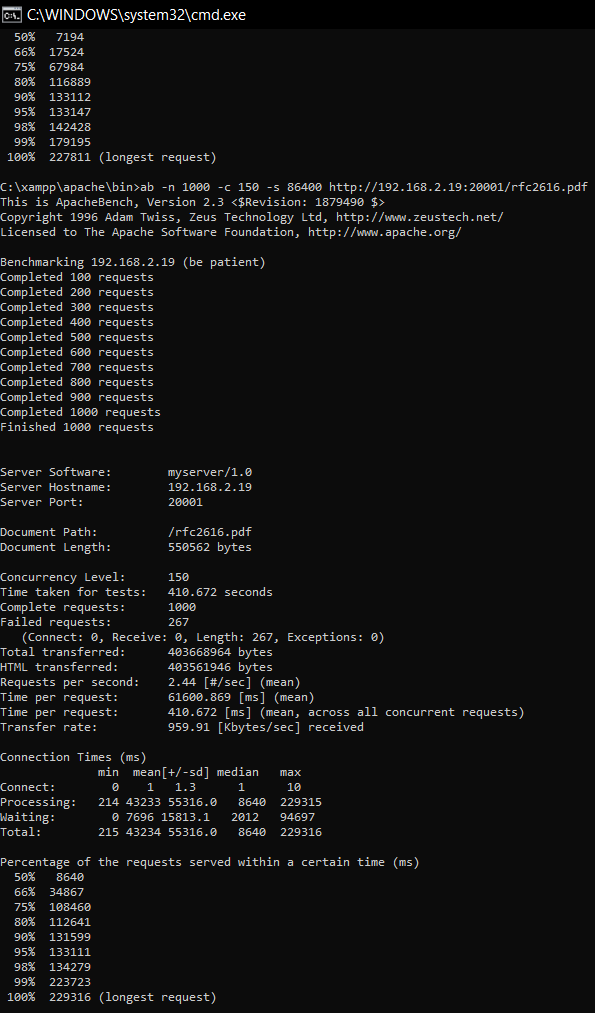 C:\WINDOWS\system32\cmd.exe
50% 7194
66% 17524
75% 67984
80% 116889
90% 133112
95% 133147
98% 142428
99% 179195
100% 227811 (longest request)
C:\xampp\apache\bin>ab -n 1000 -c 150 -s 86400 http://192.168.2.19:20001/rfc2616.pdf
This is ApacheBench, Version 2.3 <$Revision: 1879490 $>
Copyright 1996 Adam Twiss, Zeus Technology Ltd, http://www.zeustech.net/
Licensed to The Apache Software Foundation, http://www.apache.org/
Benchmarking 192.168.2.19 (be patient)
Completed 100 requests
Completed 200 requests
Completed 300 requests
Completed 400 requests
Completed 500 requests
Completed 600 requests
Completed 700 requests
Completed 800 requests
Completed 900 requests
Completed 1000 requests
Finished 1000 requests
Server Software: myserver/1.0
Server Hostname: 192.168.2.19
Server Port: 20001
Document Path: /rfc2616.pdf
Document Length: 550562 bytes
Concurrency Level: 150
Time taken for tests: 410.672 seconds
Complete requests: 1000
Failed requests: 267
(Connect: 0, Receive: 0, Length: 267, Exceptions: 0)
Total transferred: 403668964 bytes
HTML transferred: 403561946 bytes
Requests per second: 2.44 [#/sec] (mean)
Time per request: 61600.869 [ms] (mean)
Time per request: 410.672 [ms] (mean, across all concurrent requests)
Transfer rate: 959.91 [Kbytes/sec] received
Connection Times (ms)
min mean[+/-sd] median max
Connect: 0 1 1.3 1 10
Processing: 214 43233 55316.0 8640 229315
Waiting: 0 7696 15813.1 2012 94697
Total: 215 43234 55316.0 8640 229316
Percentage of the requests served within a certain time (ms)
50% 8640
66% 34867
75% 108460
80% 112641
90% 131599
95% 133111
98% 134279
99% 223723
100% 229316 (longest request)